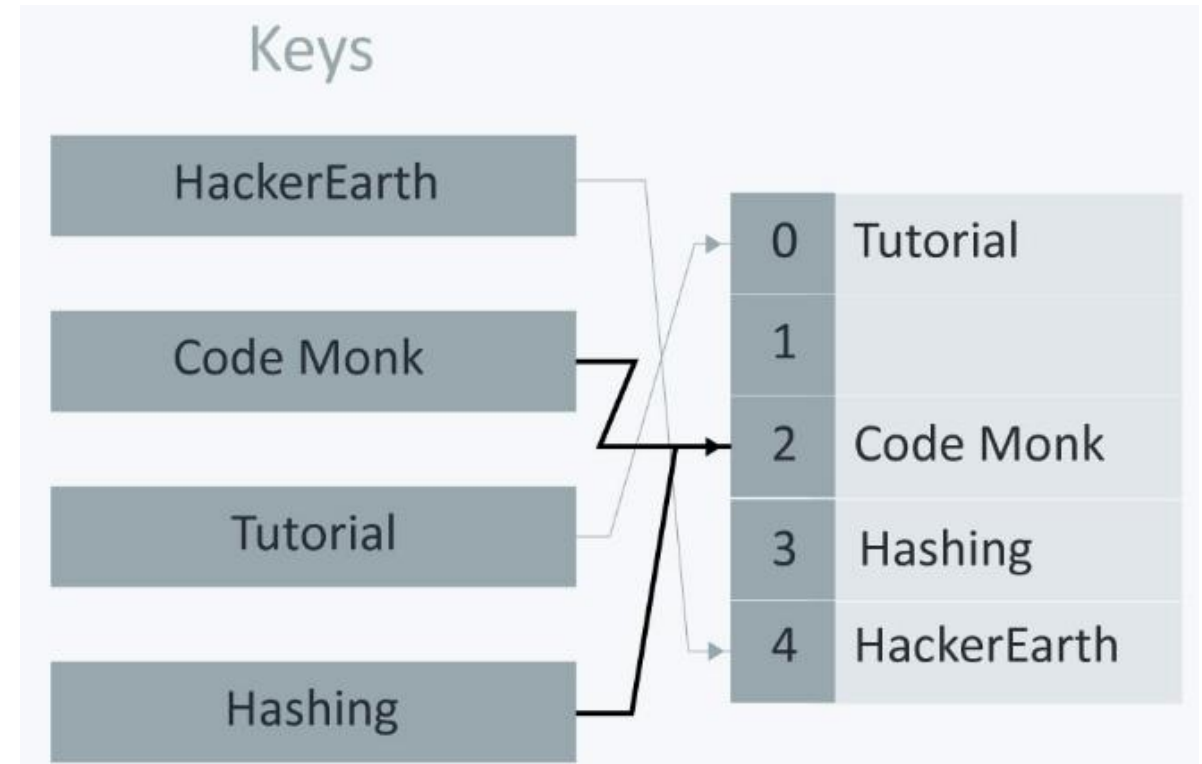 Keys
HackerEarth
Code Monk
Tutorial
Hashing
0 Tutorial
1
2 Code Monk
3 Hashing
4 HackerEarth